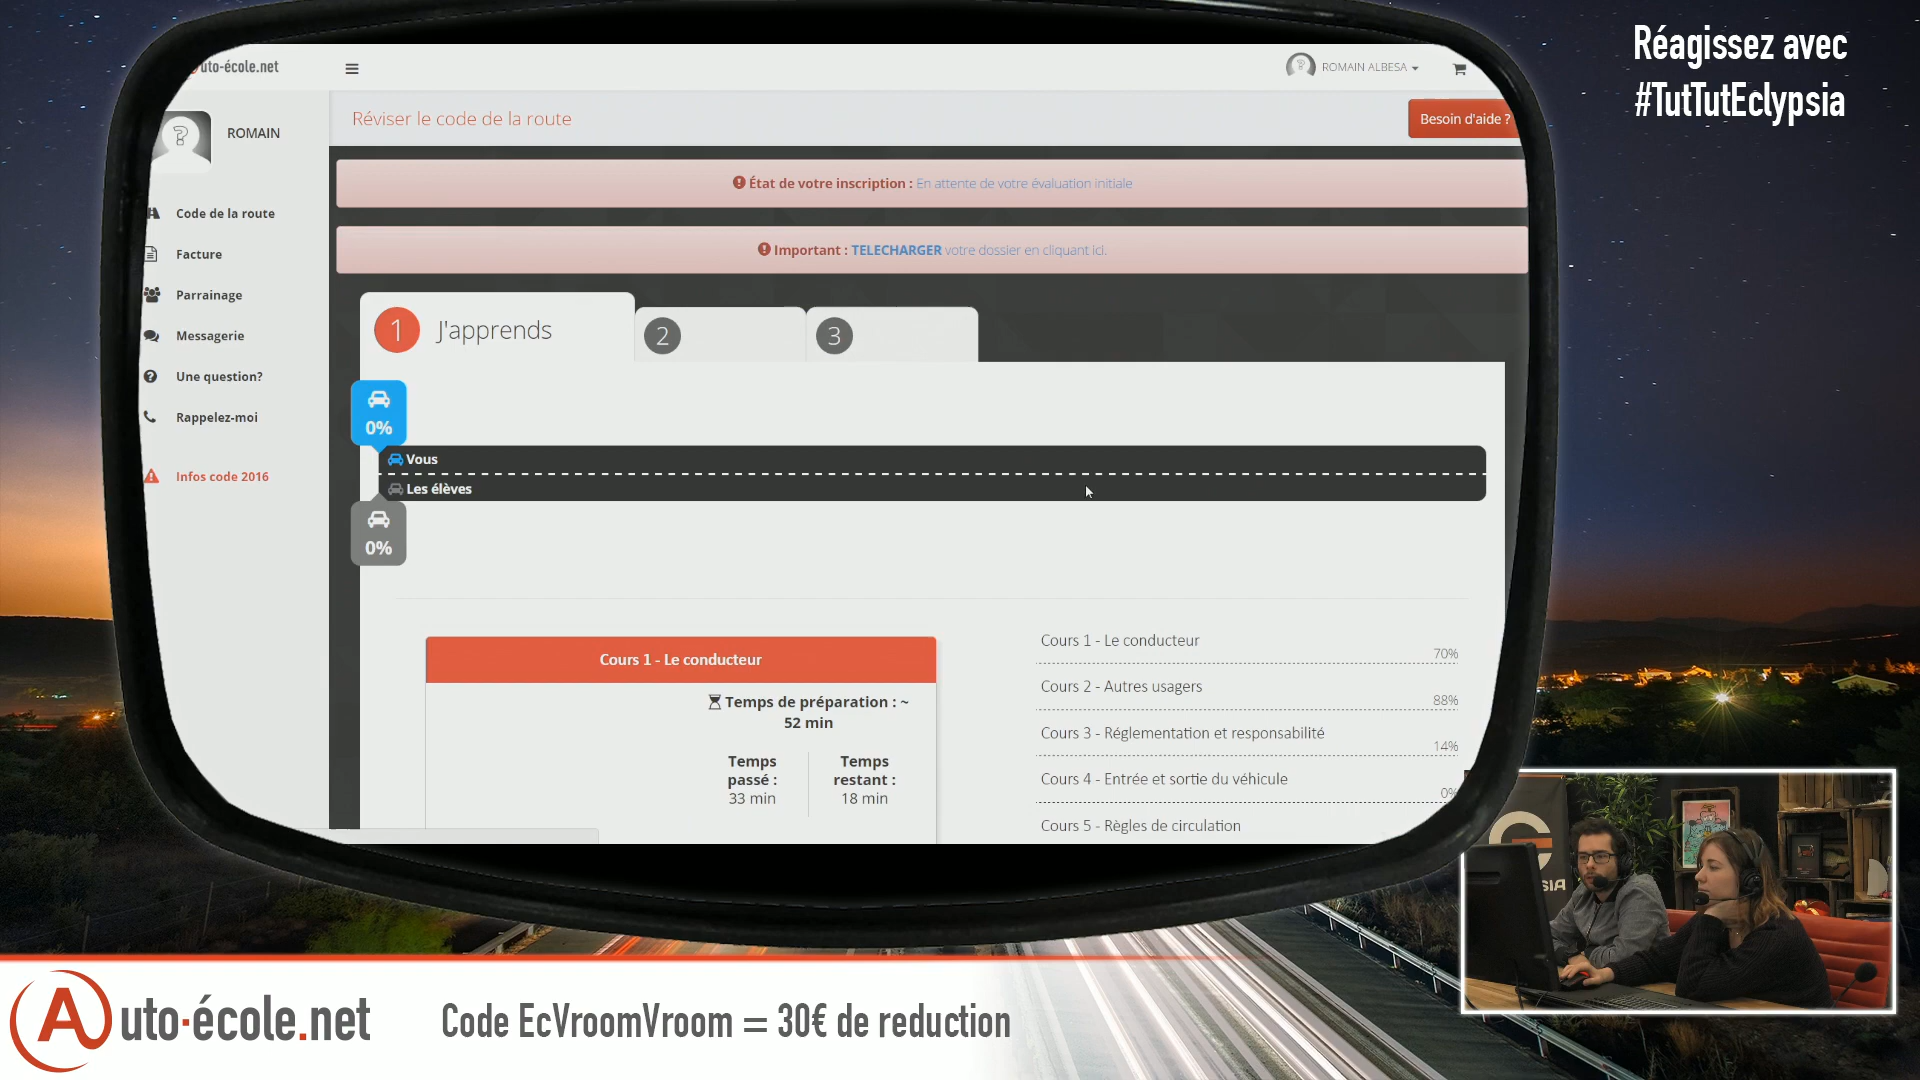 Réagissez avec
#TutTutEclypsia
uto-école.net
ROMAIN ALBESA
ROMAIN
Réviser le code de la route
Besoin d'aide ?
État de votre inscription : En attente de votre évaluation initiale
Important : TELECHARGER votre dossier en cliquant ici.
Code de la route
Facture
Parrainage
Messagerie
Une question?
Rappelez-moi
Infos code 2016
1 J'apprends
2
3
0%
Vous
Les élèves
0%
Cours 1 - Le conducteur
Temps de préparation : ~
52 min
Temps
passé :
33 min
Temps
restant :
18 min
Cours 1 - Le conducteur
70%
Cours 2 - Autres usagers
88%
Cours 3 - Réglementation et responsabilité
14%
Cours 4 - Entrée et sortie du véhicule
0%
Cours 5 - Règles de circulation
SIA
Auto·école.net
Code EcVroomVroom = 30€ de reduction